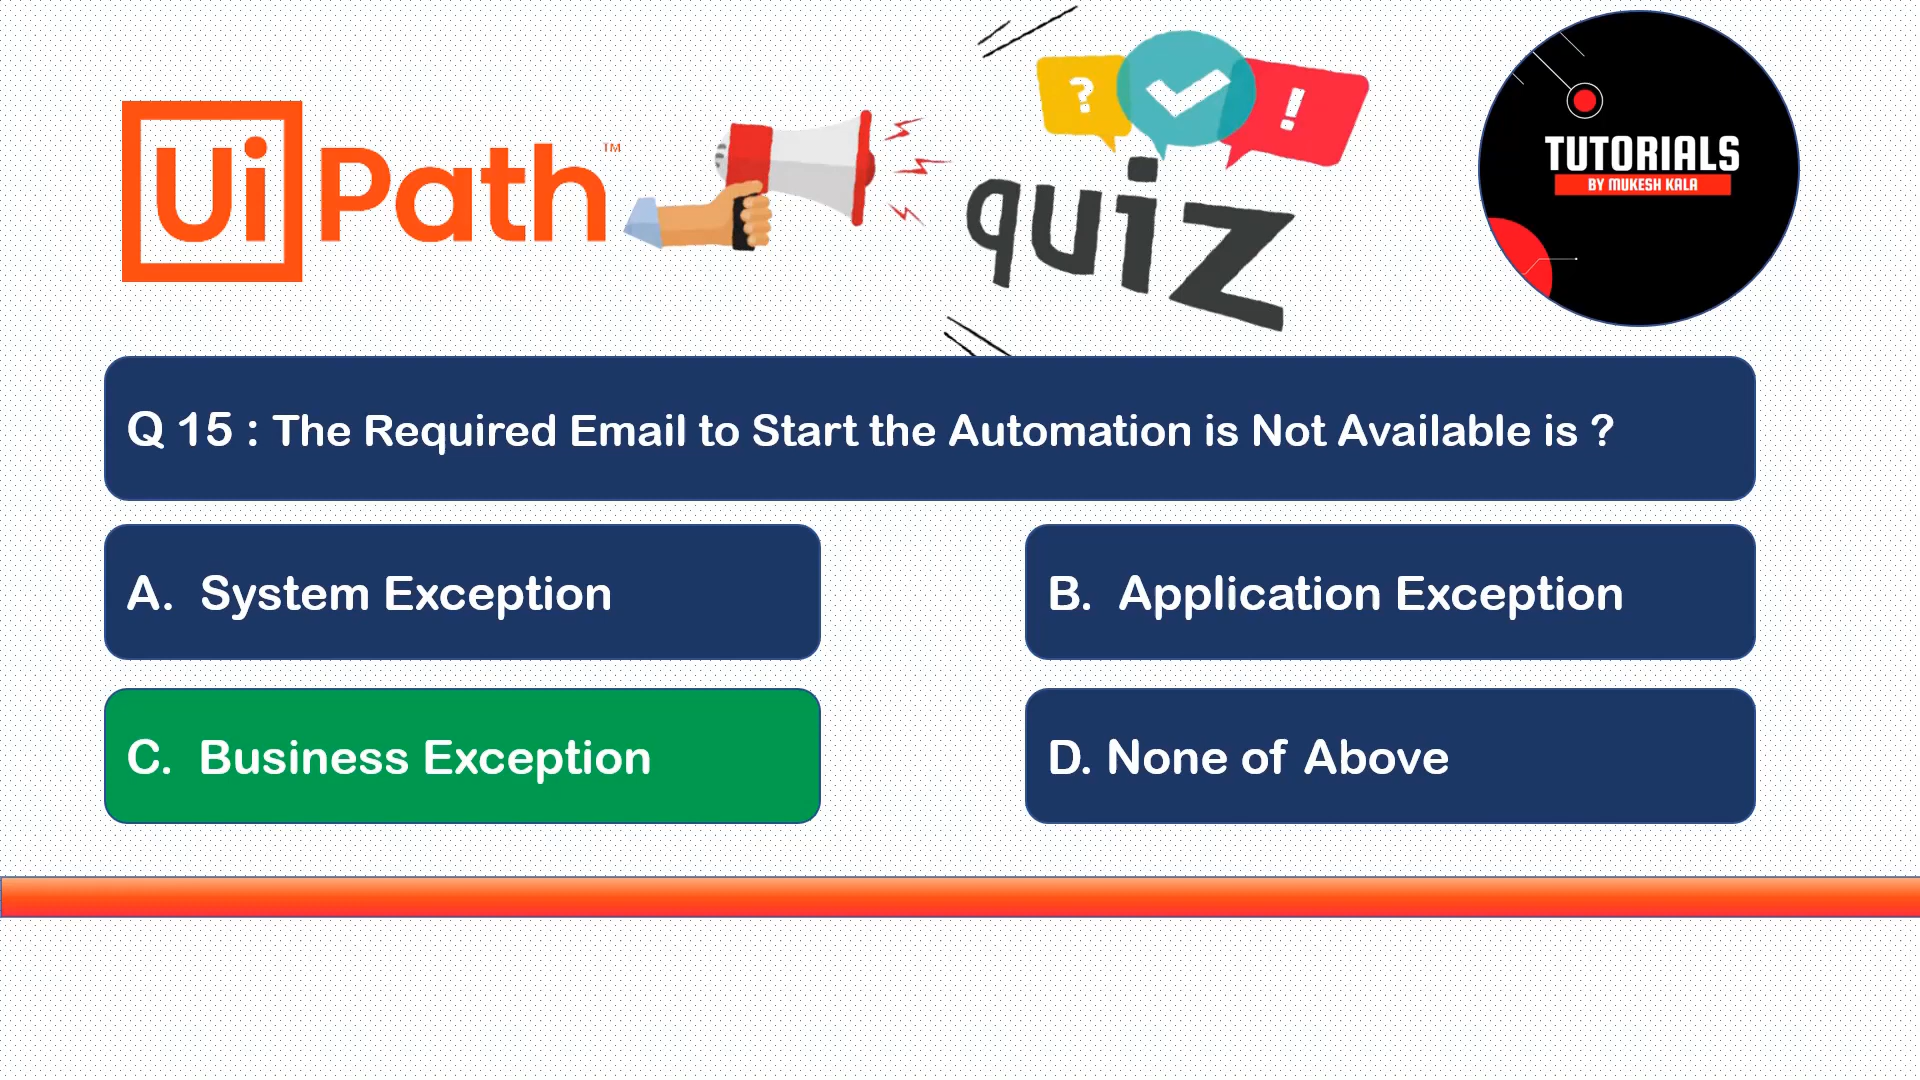 UiPath™
? !
quiz
TUTORIALS
BY MUKESH KALA
Q 15 : The Required Email to Start the Automation is Not Available is ?
A. System Exception
B. Application Exception
C. Business Exception
D. None of Above